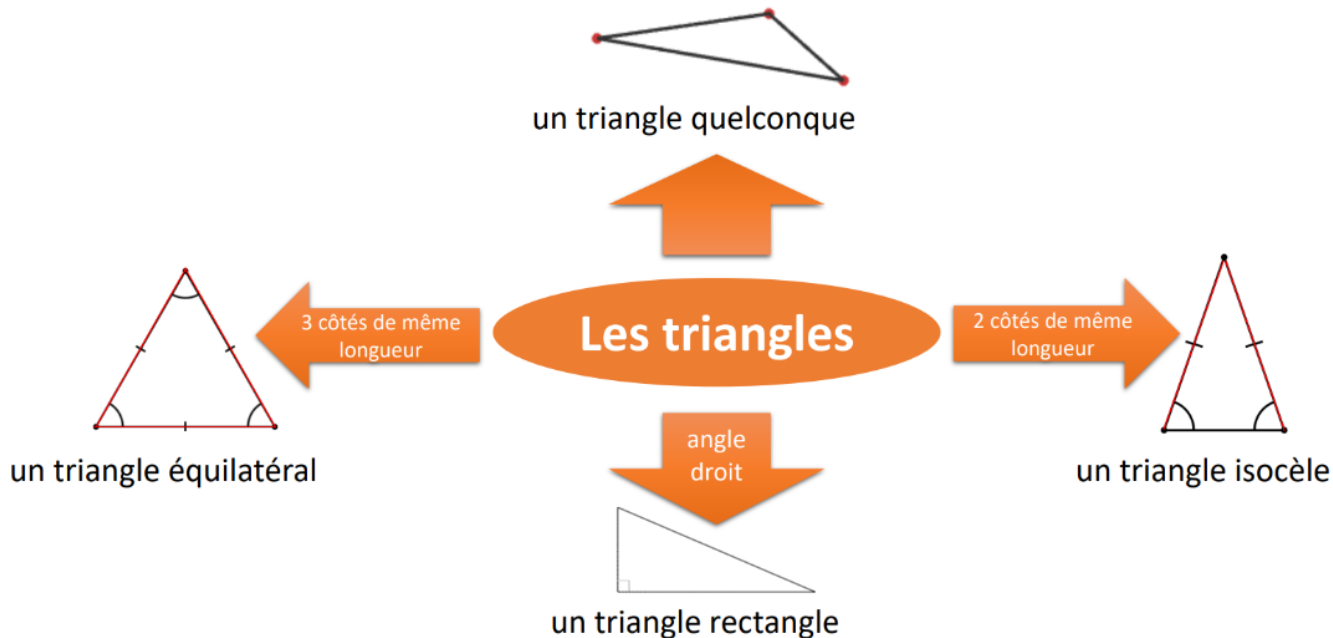 un triangle quelconque
3 côtés de même
longueur
Les triangles
2 côtés de même
longueur
angle
droit
un triangle équilatéral
un triangle isocèle
un triangle rectangle